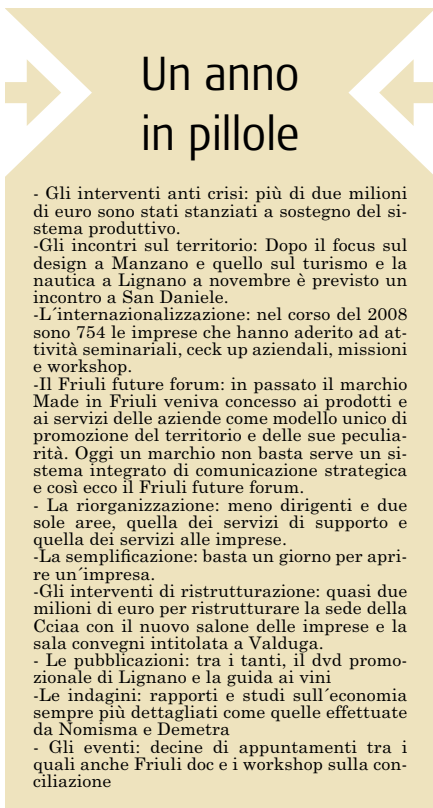 Un anno
in pillole
- Gli interventi anti crisi: più di due milioni
di euro sono stati stanziati a sostegno del si-
stema produttivo.
-Gli incontri sul territorio: Dopo il focus sul
design a Manzano e quello sul turismo e la
nautica a Lignano a novembre è previsto un
incontro a San Daniele.
-L´internazionalizzazione: nel corso del 2008
sono 754 le imprese che hanno aderito ad at-
tività seminariali, ceck up aziendali, missioni
e workshop.
-Il Friuli future forum: in passato il marchio
Made in Friuli veniva concesso ai prodotti e
ai servizi delle aziende come modello unico di
promozione del territorio e delle sue peculia-
rità. Oggi un marchio non basta serve un si-
stema integrato di comunicazione strategica
e così ecco il Friuli future forum.
- La riorganizzazione: meno dirigenti e due
sole aree, quella dei servizi di supporto e
quella dei servizi alle imprese.
-La semplificazione: basta un giorno per apri-
re un´impresa.
-Gli interventi di ristrutturazione: quasi due
milioni di euro per ristrutturare la sede della
Cciaa con il nuovo salone delle imprese e la
sala convegni intitolata a Valduga.
- Le pubblicazioni: tra i tanti, il dvd promo-
zionale di Lignano e la guida ai vini
-Le indagini: rapporti e studi sull´economia
sempre più dettagliati come quelle effettuate
da Nomisma e Demetra
- Gli eventi: decine di appuntamenti tra i
quali anche Friuli doc e i workshop sulla con-
ciliazione